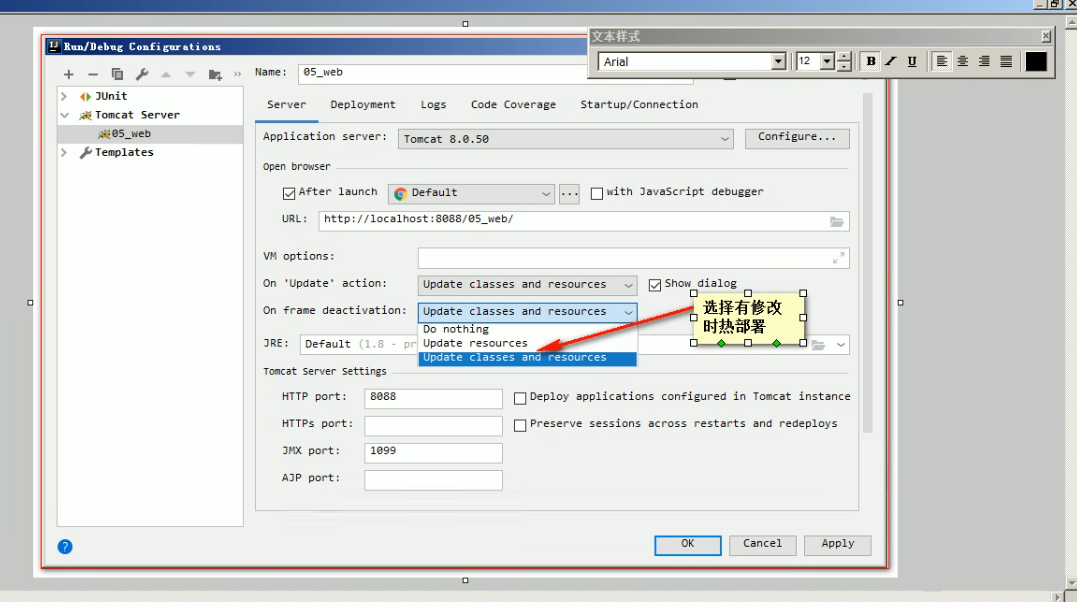 文本样式
Run/Debug Configurations
Arial
12
B
U
Name:
05_web
JUnit
Tomcat Server
05_web
Templates
Server
Deployment
Logs
Code Coverage
Startup/Connection
Application server:
Tomcat 8.0.50
Configure...
Open browser
After launch
Default
...
with JavaScript debugger
URL:
http://localhost:8088/05_web/
VM options:
On 'Update' action:
Update classes and resources
Show dialog
On frame deactivation:
Update classes and resources
选择有修改
时热部署
Do nothing
Update resources
Update classes and resources
JRE:
Default (1.8 - pr
Tomcat Server Settings
HTTP port:
8088
Deploy applications configured in Tomcat instance
HTTPs port:
Preserve sessions across restarts and redeploys
JMX port:
1099
AJP port:
?
OK
Cancel
Apply